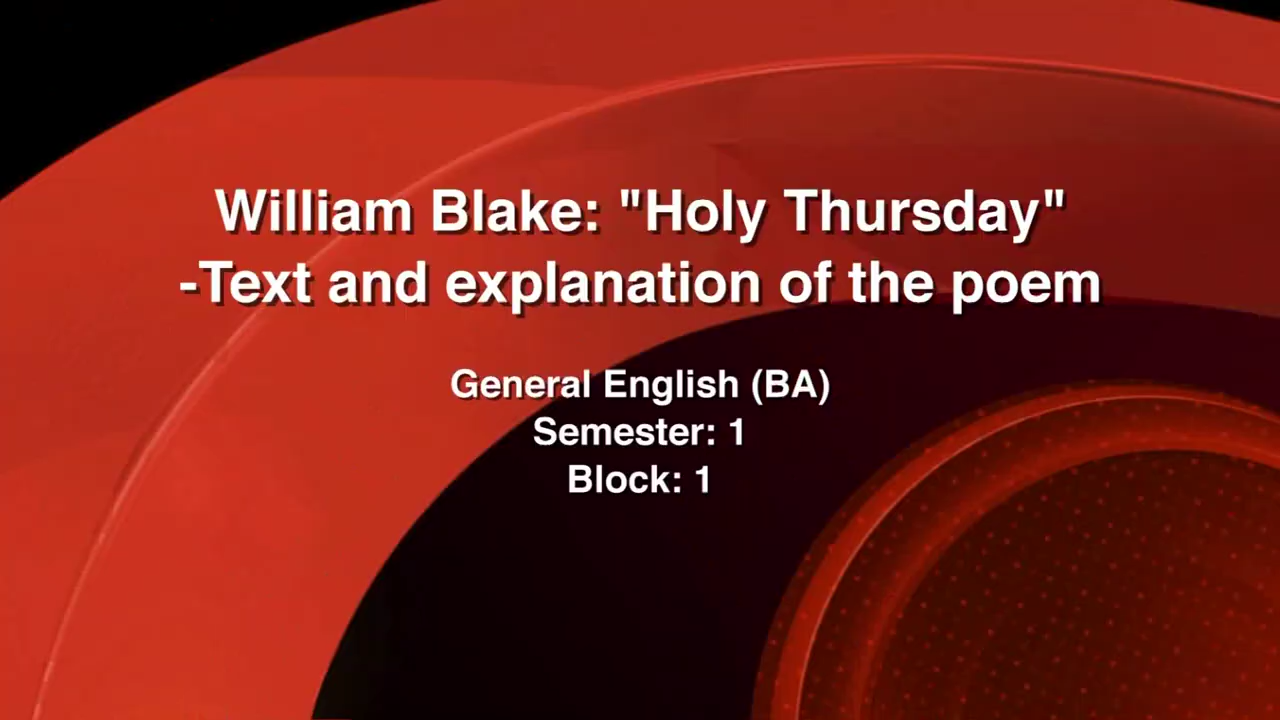 William Blake: "Holy Thursday"
-Text and explanation of the poem
General English (BA)
Semester: 1
Block: 1